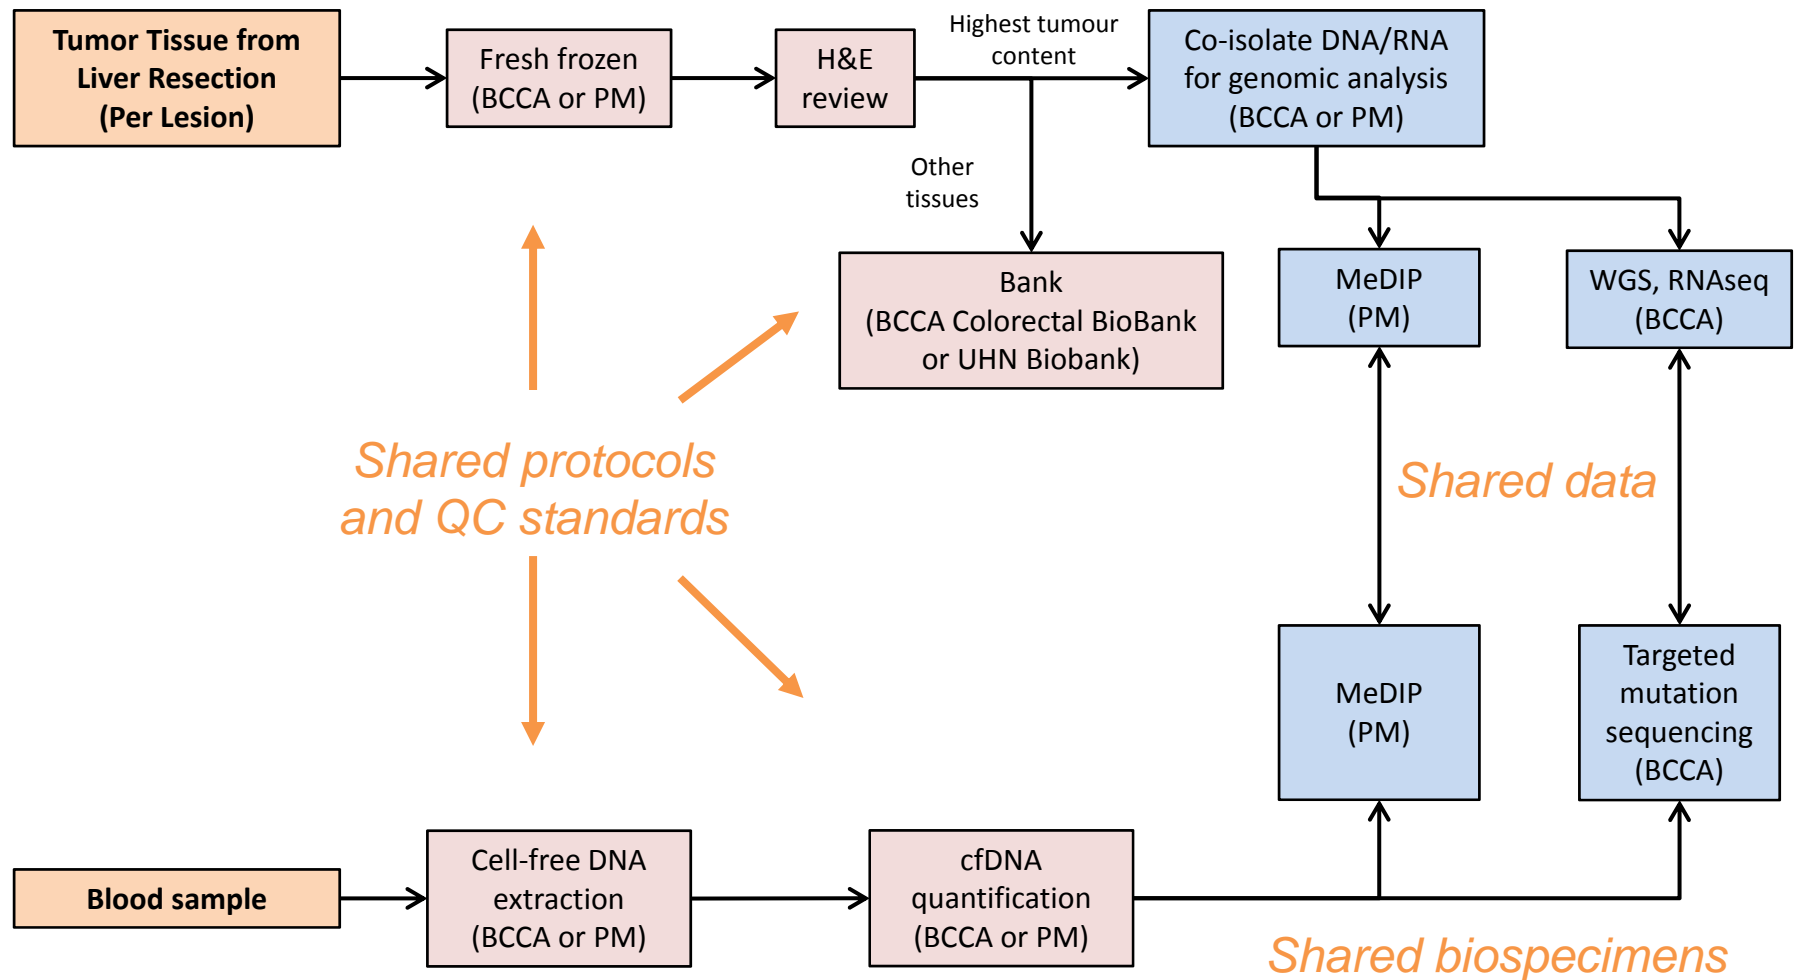 Tumor Tissue from
Liver Resection
(Per Lesion)
Fresh frozen
(BCCA or PM)
H&E
review
Highest tumour
content
Co-isolate DNA/RNA
for genomic analysis
(BCCA or PM)
Other
tissues
Bank
(BCCA Colorectal BioBank
or UHN Biobank)
MeDIP
(PM)
WGS, RNAseq
(BCCA)
Shared protocols
and QC standards
Shared data
MeDIP
(PM)
Targeted
mutation
sequencing
(BCCA)
Blood sample
Cell-free DNA
extraction
(BCCA or PM)
cfDNA
quantification
(BCCA or PM)
Shared biospecimens